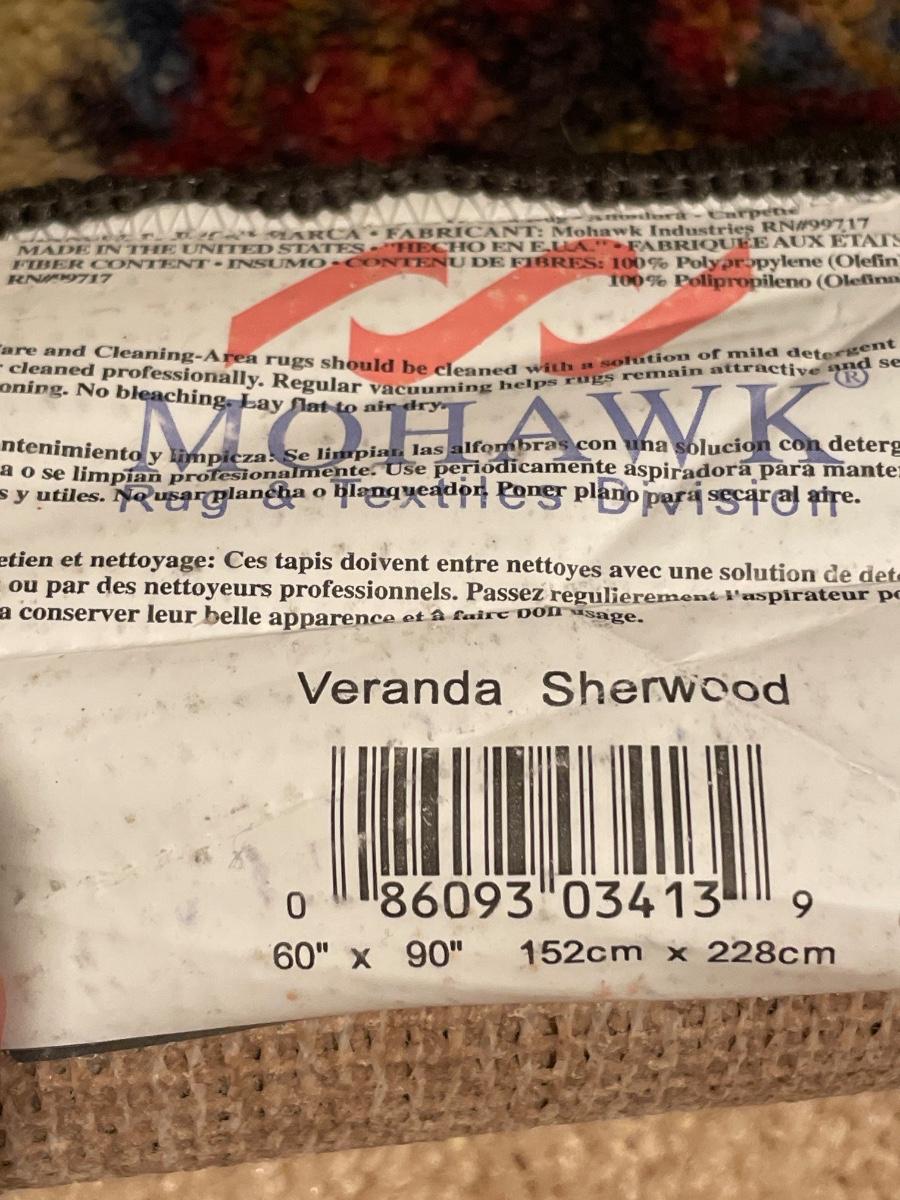 MARCA • FABRICANT: Mohawk Industries RN#99717
MADE IN THE UNITED STATES • "HECHO EN E.U.A." • FABRIQUEE AUX ETATS
FIBER CONTENT • INSUMO • CONTENU DE FIBRES: 100% Polypropylene (Olefin
RN#99717 100% Polipropileno (Olefina
are and Cleaning-Area rugs should be cleaned with a solution of mild detergent
cleaned professionally. Regular vacuuming helps rugs remain attractive and se
oning. No bleaching. Lay flat to air dry.
MOHAWK®
ntenimiento y limpicza: Se limpian las alfombras con una solucion con deterg
a o se limpian profesionalmente. Use periodicamente aspiradora para mante
s y utiles. No usar plancha o blanqueador. Poner plano para secar al aire.
Rug & Textiles Division
etien et nettoyage: Ces tapis doivent entre nettoyes avec une solution de dete
ou par des nettoyeurs professionnels. Passez regulierement l'aspirateur po
a conserver leur belle apparence et â faire bon usage.
Veranda Sherwood
0 86093 03413 9
60" x 90" 152cm x 228cm